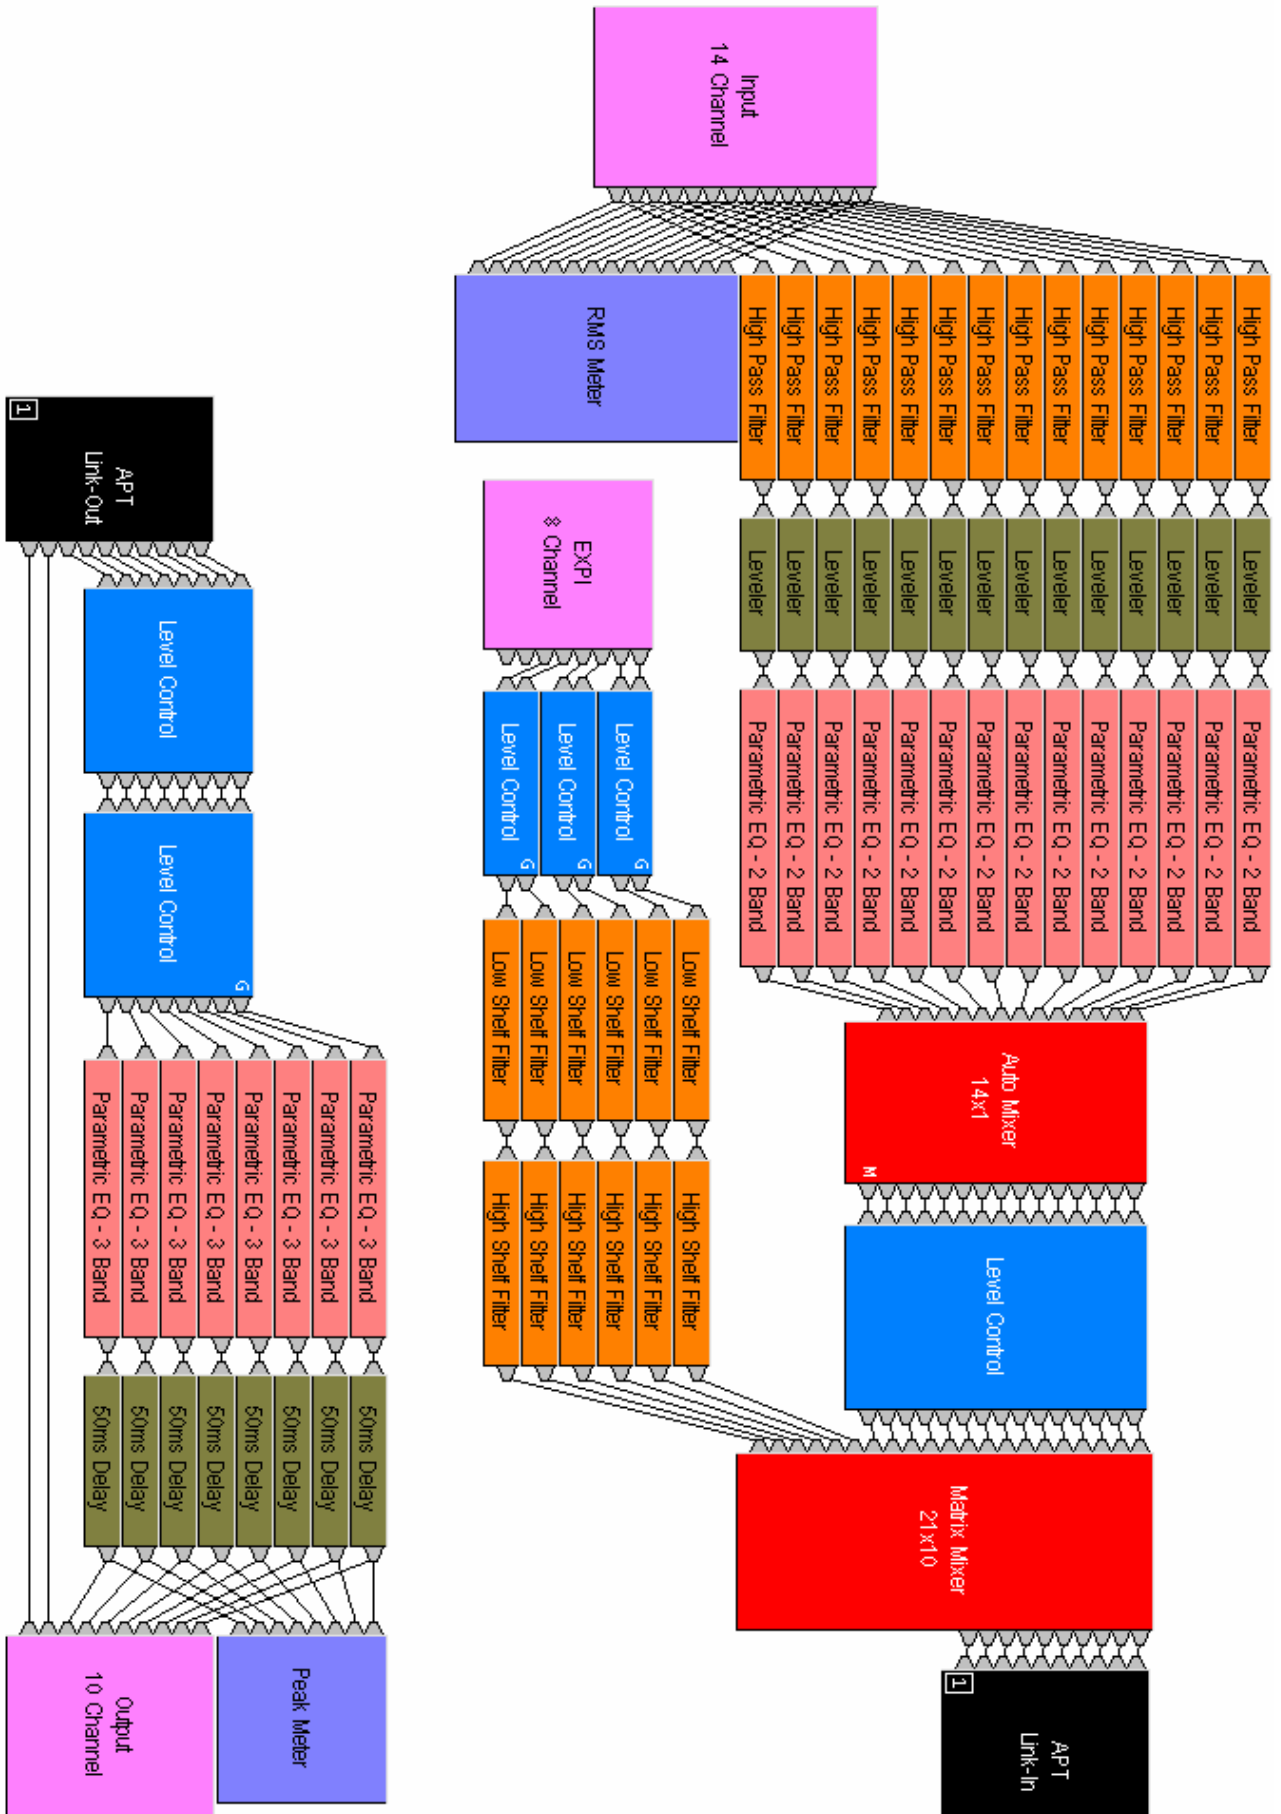 Input
14 Channel
High Pass Filter
High Pass Filter
High Pass Filter
High Pass Filter
High Pass Filter
High Pass Filter
High Pass Filter
High Pass Filter
High Pass Filter
High Pass Filter
High Pass Filter
High Pass Filter
High Pass Filter
High Pass Filter
RMS Meter
Leveler
Leveler
Leveler
Leveler
Leveler
Leveler
Leveler
Leveler
Leveler
Leveler
Leveler
Leveler
Leveler
Leveler
Parametric EQ - 2 Band
Parametric EQ - 2 Band
Parametric EQ - 2 Band
Parametric EQ - 2 Band
Parametric EQ - 2 Band
Parametric EQ - 2 Band
Parametric EQ - 2 Band
Parametric EQ - 2 Band
Parametric EQ - 2 Band
Parametric EQ - 2 Band
Parametric EQ - 2 Band
Parametric EQ - 2 Band
Parametric EQ - 2 Band
Parametric EQ - 2 Band
Auto Mixer
14x1
M
Level Control
EXPI
8 Channel
Level Control
G
Level Control
G
Level Control
G
Low Shelf Filter
Low Shelf Filter
Low Shelf Filter
Low Shelf Filter
Low Shelf Filter
Low Shelf Filter
High Shelf Filter
High Shelf Filter
High Shelf Filter
High Shelf Filter
High Shelf Filter
High Shelf Filter
Matrix Mixer
21x10
APT
Link-In
1
APT
Link-Out
1
Level Control
Level Control
G
Parametric EQ - 3 Band
Parametric EQ - 3 Band
Parametric EQ - 3 Band
Parametric EQ - 3 Band
Parametric EQ - 3 Band
Parametric EQ - 3 Band
Parametric EQ - 3 Band
Parametric EQ - 3 Band
50ms Delay
50ms Delay
50ms Delay
50ms Delay
50ms Delay
50ms Delay
50ms Delay
50ms Delay
Peak Meter
Output
10 Channel